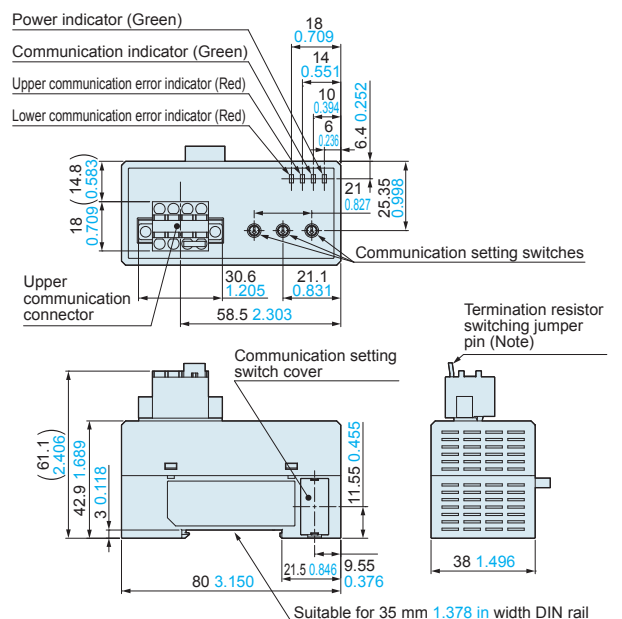 Power indicator (Green)
Communication indicator (Green)
Upper communication error indicator (Red)
Lower communication error indicator (Red)
18
0.709
14
0.551
10
0.394
6
0.236
6.4 0.252
(14.8)
0.583
18
0.709
21
0.827
25.35
0.998
Communication setting switches
Upper
communication
connector
30.6
1.205
21.1
0.831
58.5 2.303
Termination resistor
switching jumper
pin (Note)
Communication setting
switch cover
(61.1)
2.406
42.9 1.689
3 0.118
11.55 0.455
21.5 0.846
9.55
0.376
80 3.150
38 1.496
Suitable for 35 mm 1.378 in width DIN rail